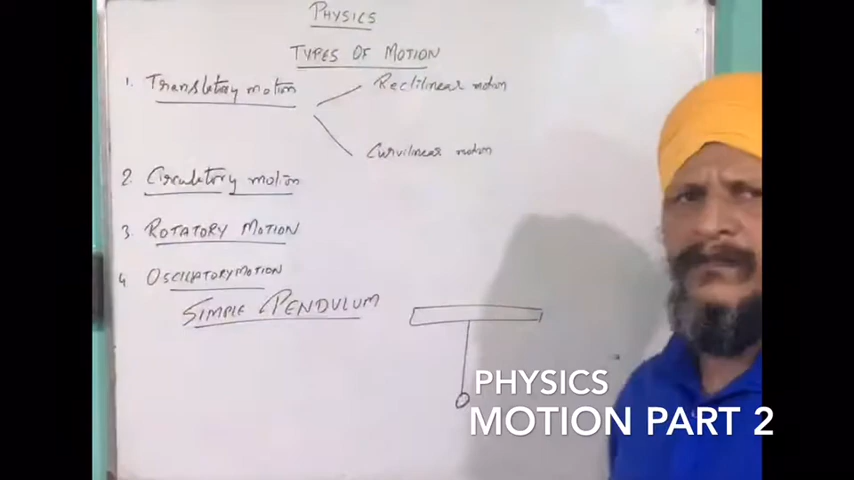 PHYSICS
TYPES OF MOTION
1. Translatory motion
Rectilinear motion
Curvilinear motion
2. Circulatory motion
3. ROTATORY MOTION
4 OSCILLATORY MOTION
SIMPLE PENDULUM
PHYSICS
MOTION PART 2